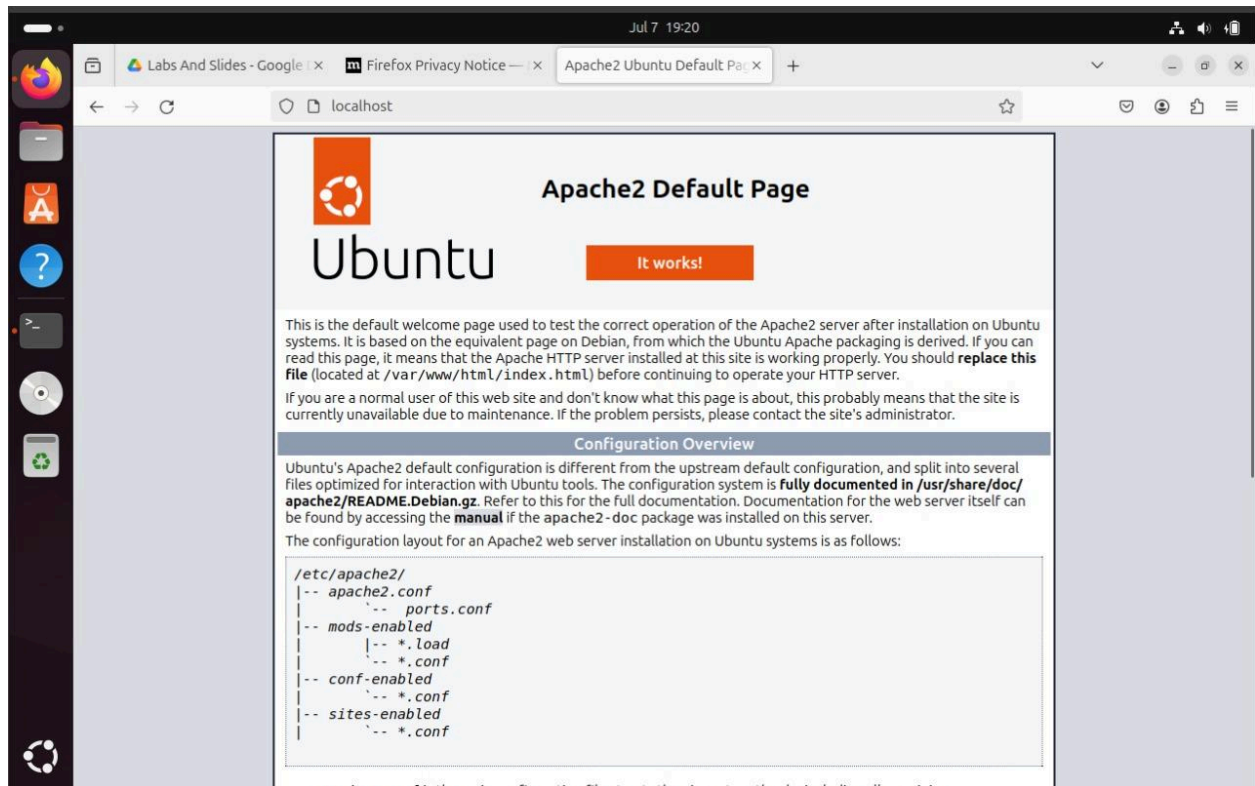 Jul 7 19:20
Labs And Slides - Google
Firefox Privacy Notice —
Apache2 Ubuntu Default Pag
localhost
Apache2 Default Page
Ubuntu
It works!
This is the default welcome page used to test the correct operation of the Apache2 server after installation on Ubuntu
systems. It is based on the equivalent page on Debian, from which the Ubuntu Apache packaging is derived. If you can
read this page, it means that the Apache HTTP server installed at this site is working properly. You should replace this
file (located at /var/www/html/index.html) before continuing to operate your HTTP server.
If you are a normal user of this web site and don't know what this page is about, this probably means that the site is
currently unavailable due to maintenance. If the problem persists, please contact the site's administrator.
Configuration Overview
Ubuntu's Apache2 default configuration is different from the upstream default configuration, and split into several
files optimized for interaction with Ubuntu tools. The configuration system is fully documented in /usr/share/doc/
apache2/README.Debian.gz. Refer to this for the full documentation. Documentation for the web server itself can
be found by accessing the manual if the apache2-doc package was installed on this server.
The configuration layout for an Apache2 web server installation on Ubuntu systems is as follows:
/etc/apache2/
|-- apache2.conf
|       `--  ports.conf
|-- mods-enabled
|       |-- *.load
|       `-- *.conf
|-- conf-enabled
|       `-- *.conf
|-- sites-enabled
|       `-- *.conf